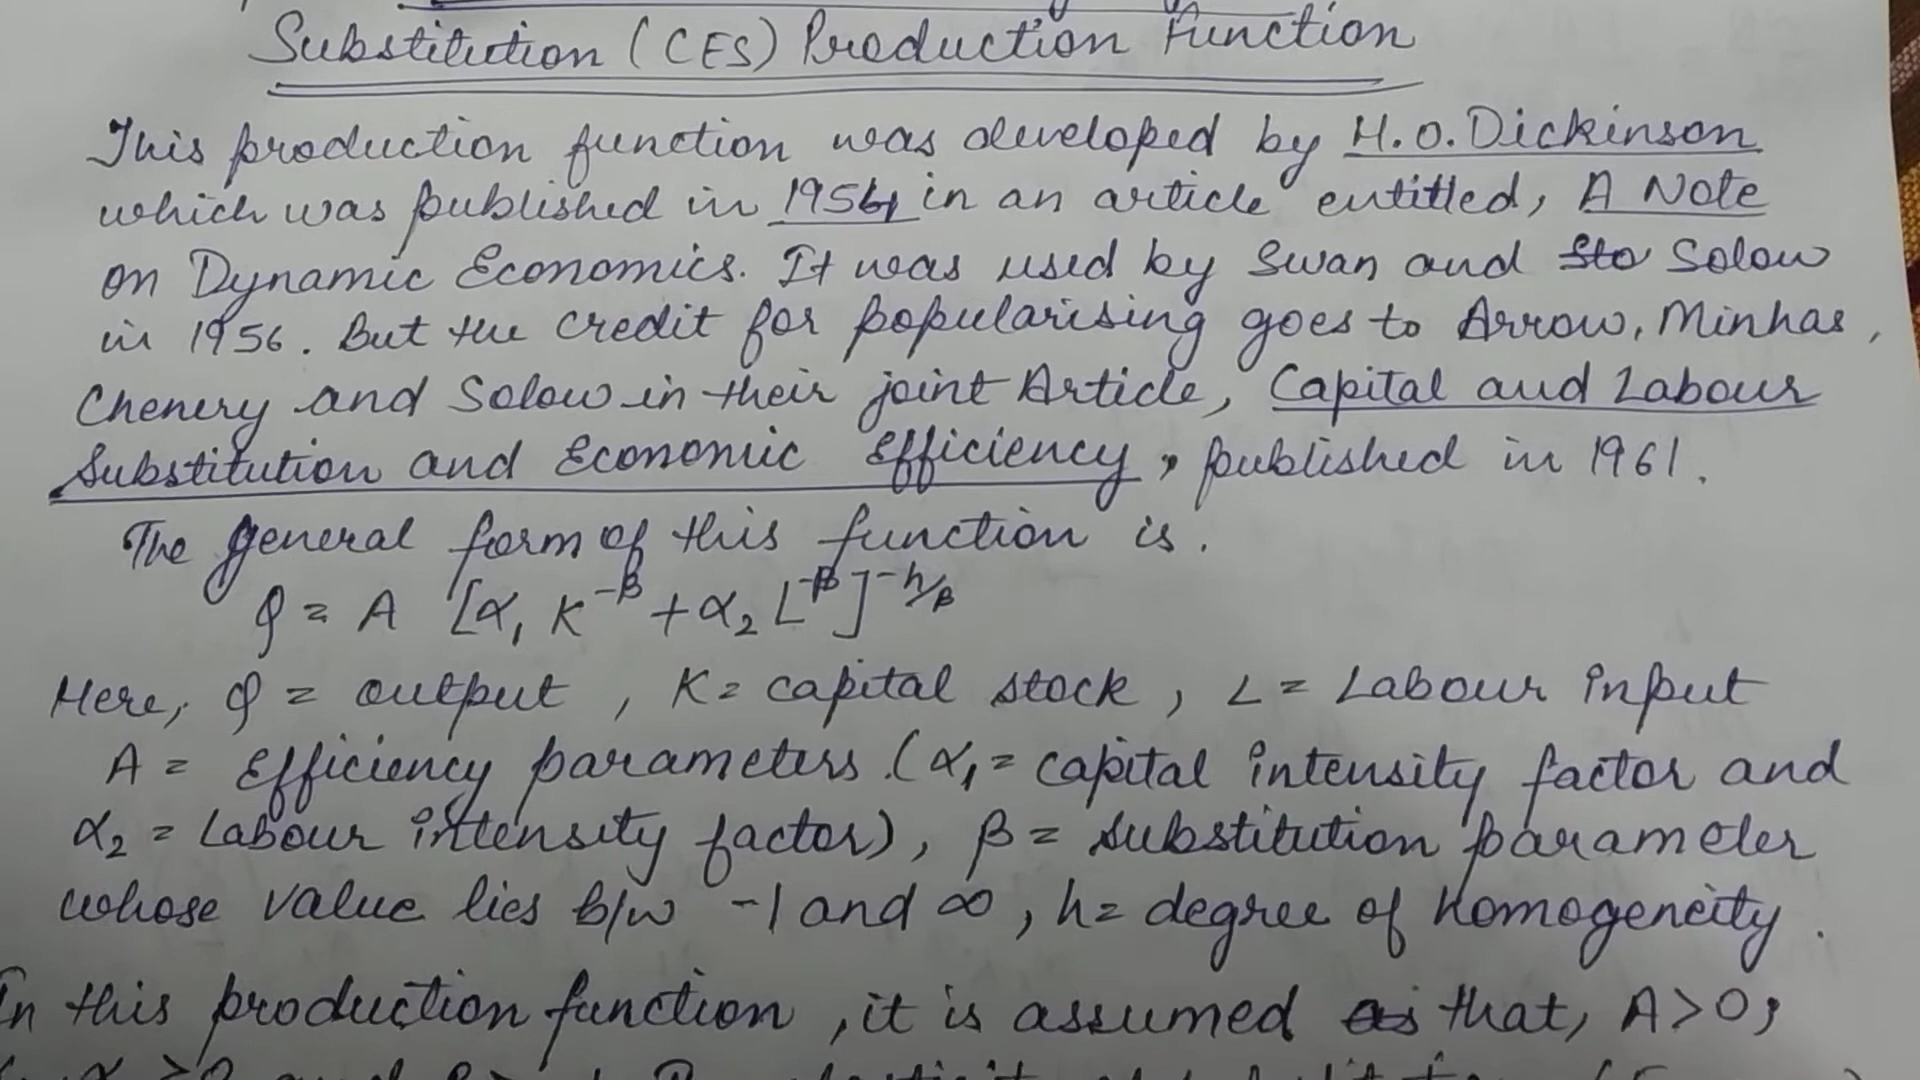 Substitution (CES) Production Function
This production function was developed by H.O. Dickinson
which was published in 1954 in an article entitled, A Note
on Dynamic Economics. It was used by Swan and Solow
in 1956. But the credit for popularising goes to Arrow, Minhas,
Chenery and Solow in their joint Article, Capital and Labour
Substitution and Economic Efficiency, published in 1961.
The general form of this function is.
Q = A [α₁ K^-β + α₂ L^-β]^-h/β
Here, Q = output, K = capital stock, L = Labour input
A = Efficiency parameters. (α₁ = capital intensity factor and
α₂ = Labour intensity factor), β = substitution parameter
whose value lies b/w -1 and ∞, h = degree of Homogeneity.
In this production function, it is assumed that, A>0;